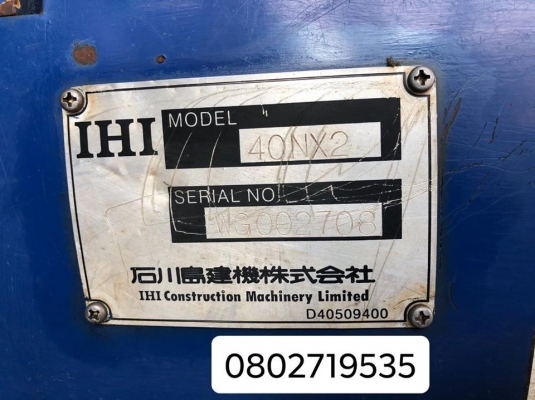 IHI
MODEL
40NX2
SERIAL NO.
WG002708
石川島建機株式会社
IHI Construction Machinery Limited
D40509400
0802719535